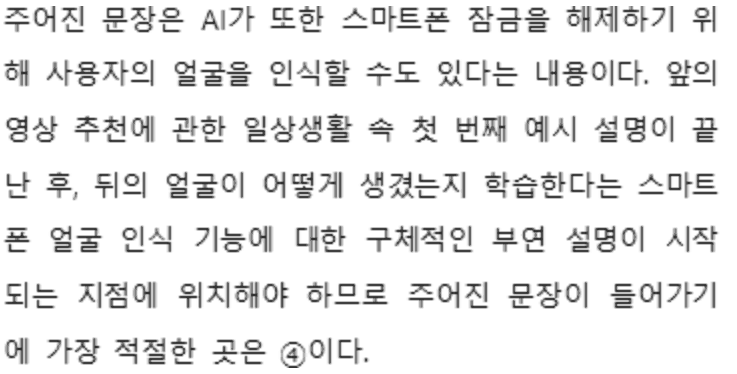 주어진 문장은 AI가 또한 스마트폰 잠금을 해제하기 위
해 사용자의 얼굴을 인식할 수도 있다는 내용이다. 앞의
영상 추천에 관한 일상생활 속 첫 번째 예시 설명이 끝
난 후, 뒤의 얼굴이 어떻게 생겼는지 학습한다는 스마트
폰 얼굴 인식 기능에 대한 구체적인 부연 설명이 시작
되는 지점에 위치해야 하므로 주어진 문장이 들어가기
에 가장 적절한 곳은 ④이다.